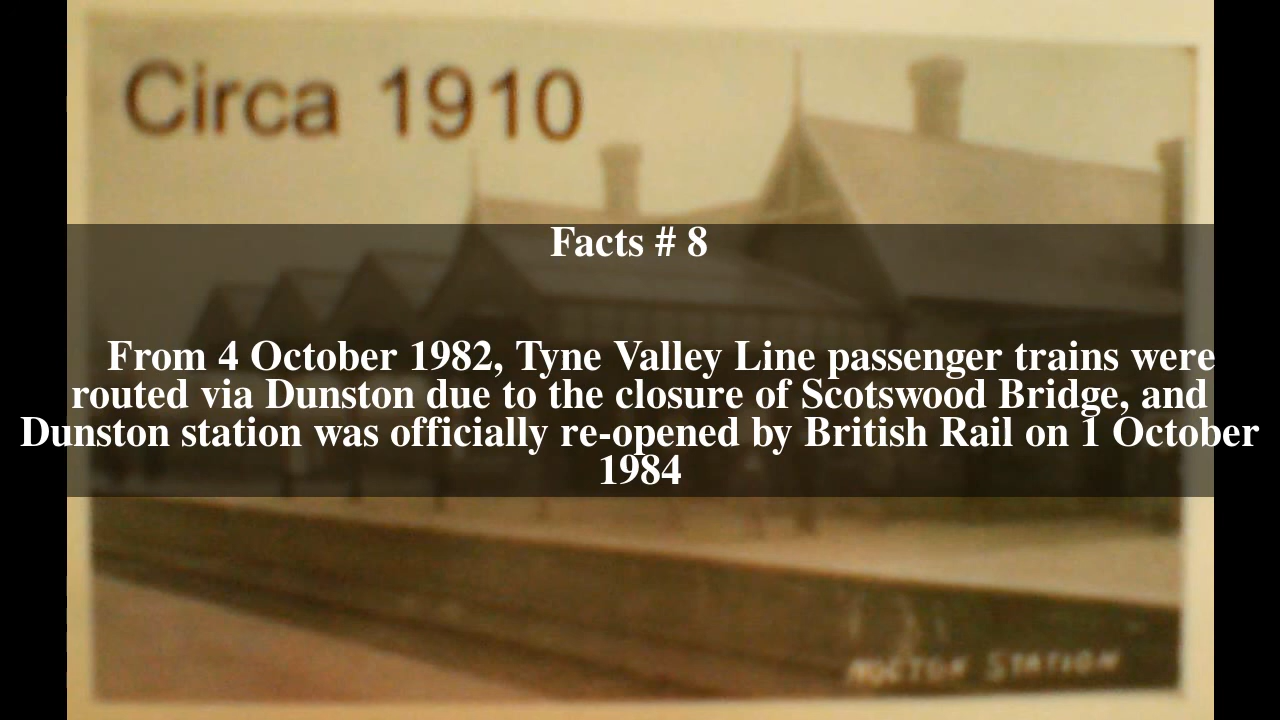 Circa 1910
Facts # 8
From 4 October 1982, Tyne Valley Line passenger trains were
routed via Dunston due to the closure of Scotswood Bridge, and
Dunston station was officially re-opened by British Rail on 1 October
1984
STATION